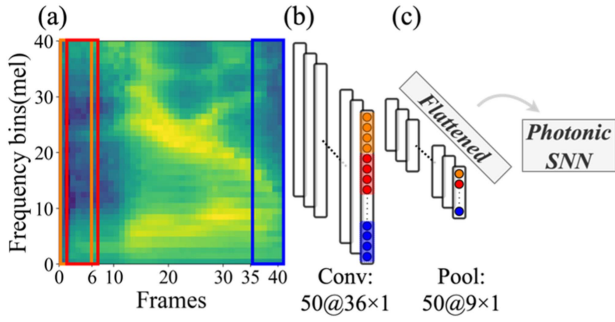 (a)
(b)
(c)
Frequency bins(mel)
40
30
26
20
10
0
0
6
10
20
30
35
40
Frames
Flattened
Photonic
SNN
Conv:
50@36×1
Pool:
50@9×1